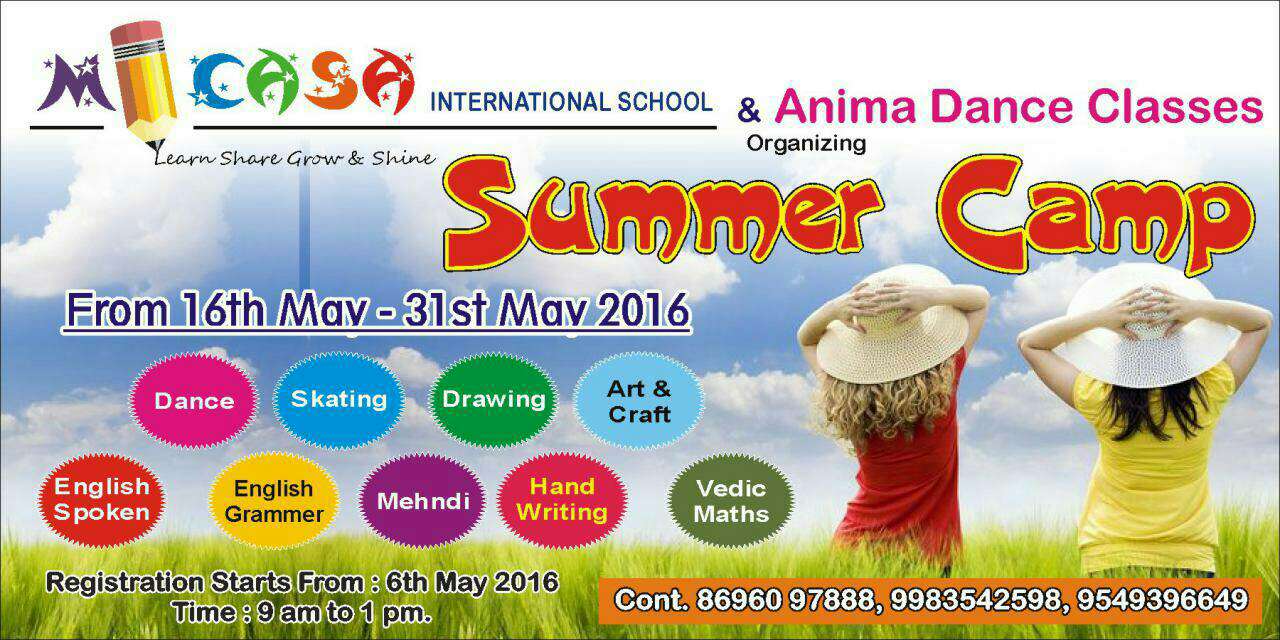 MICASA INTERNATIONAL SCHOOL
Learn Share Grow & Shine
& Anima Dance Classes
Organizing
Summer Camp
From 16th May - 31st May 2016
Dance
Skating
Drawing
Art &
Craft
English
Spoken
English
Grammer
Mehndi
Hand
Writing
Vedic
Maths
Registration Starts From : 6th May 2016
Time : 9 am to 1 pm.
Cont. 86960 97888, 9983542598, 9549396649